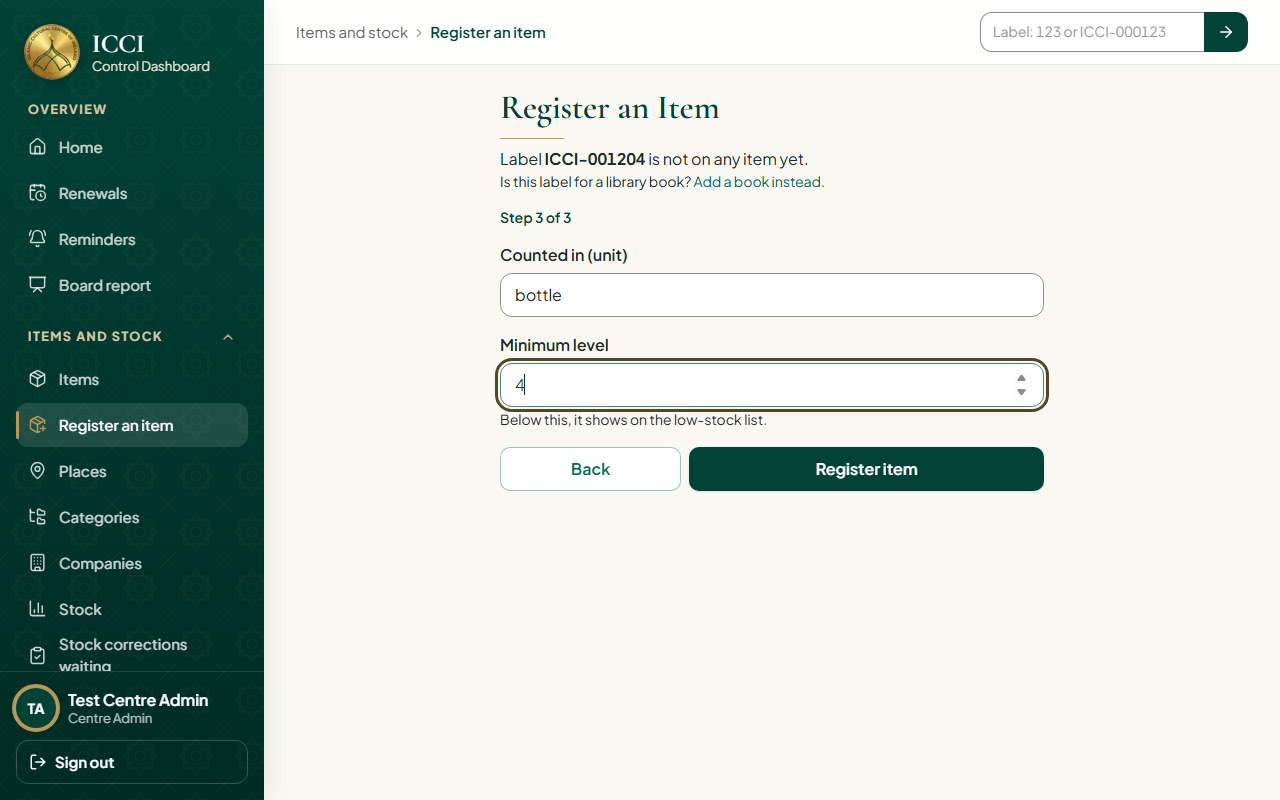 ICCI
Control Dashboard
OVERVIEW
Home
Renewals
Reminders
Board report
ITEMS AND STOCK
Items
Register an item
Places
Categories
Companies
Stock
Stock corrections
waiting
TA
Test Centre Admin
Centre Admin
Sign out
Items and stock › Register an item
Label: 123 or ICCI-000123
Register an Item
Label ICCI-001204 is not on any item yet.
Is this label for a library book? Add a book instead.
Step 3 of 3
Counted in (unit)
bottle
Minimum level
4
Below this, it shows on the low-stock list.
Back
Register item